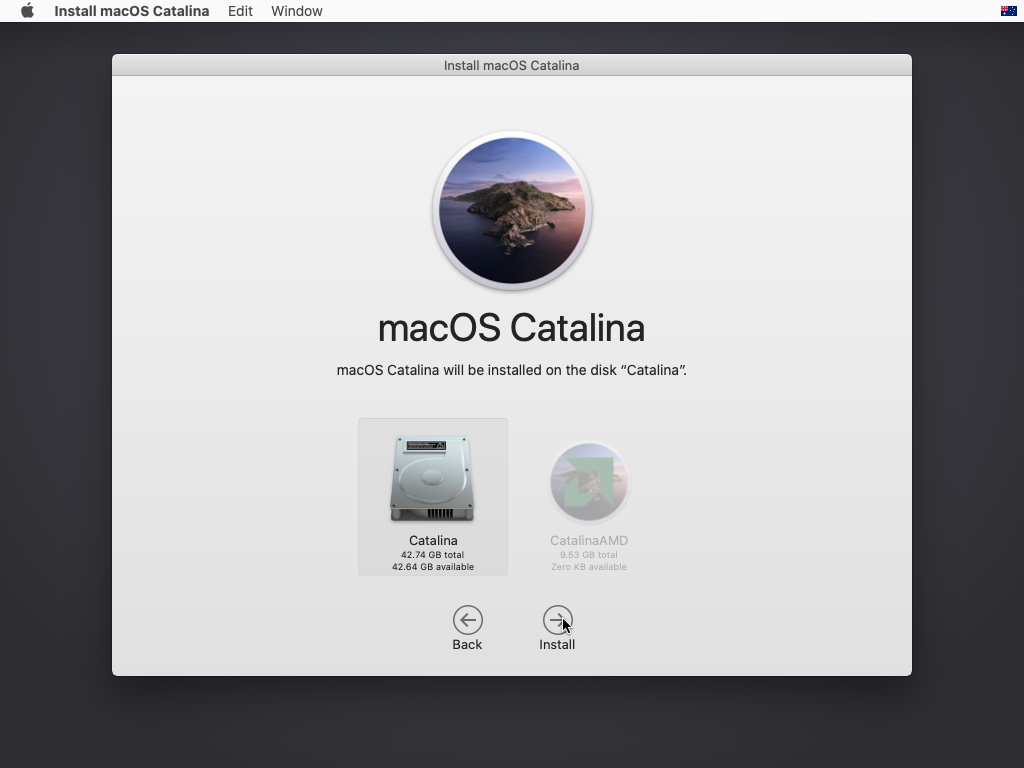 Install macOS Catalina Edit Window
Install macOS Catalina
macOS Catalina
macOS Catalina will be installed on the disk “Catalina”.
Catalina
42.74 GB total
42.64 GB available
CatalinaAMD
9.53 GB total
Zero KB available
Back
Install